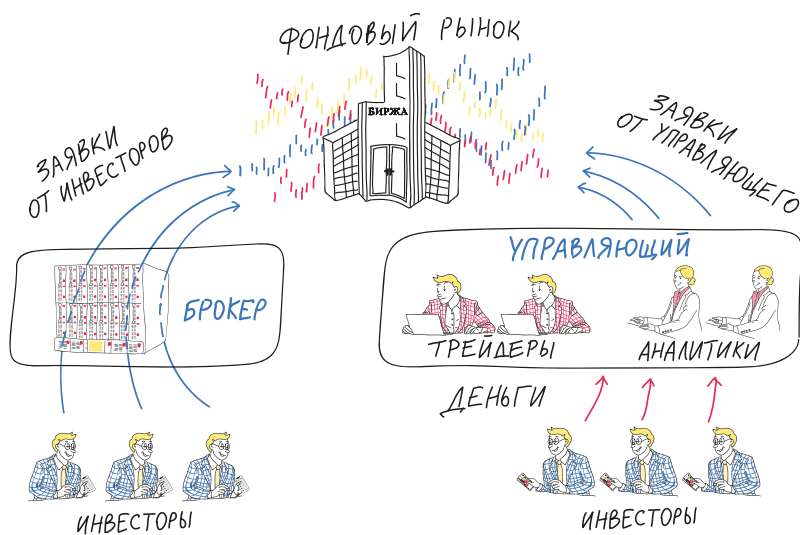 ФОНДОВЫЙ РЫНОК
БИРЖА
ЗАЯВКИ
ОТ ИНВЕСТОРОВ
ЗАЯВКИ
ОТ УПРАВЛЯЮЩЕГО
БРОКЕР
УПРАВЛЯЮЩИЙ
ТРЕЙДЕРЫ
АНАЛИТИКИ
ДЕНЬГИ
ИНВЕСТОРЫ
ИНВЕСТОРЫ